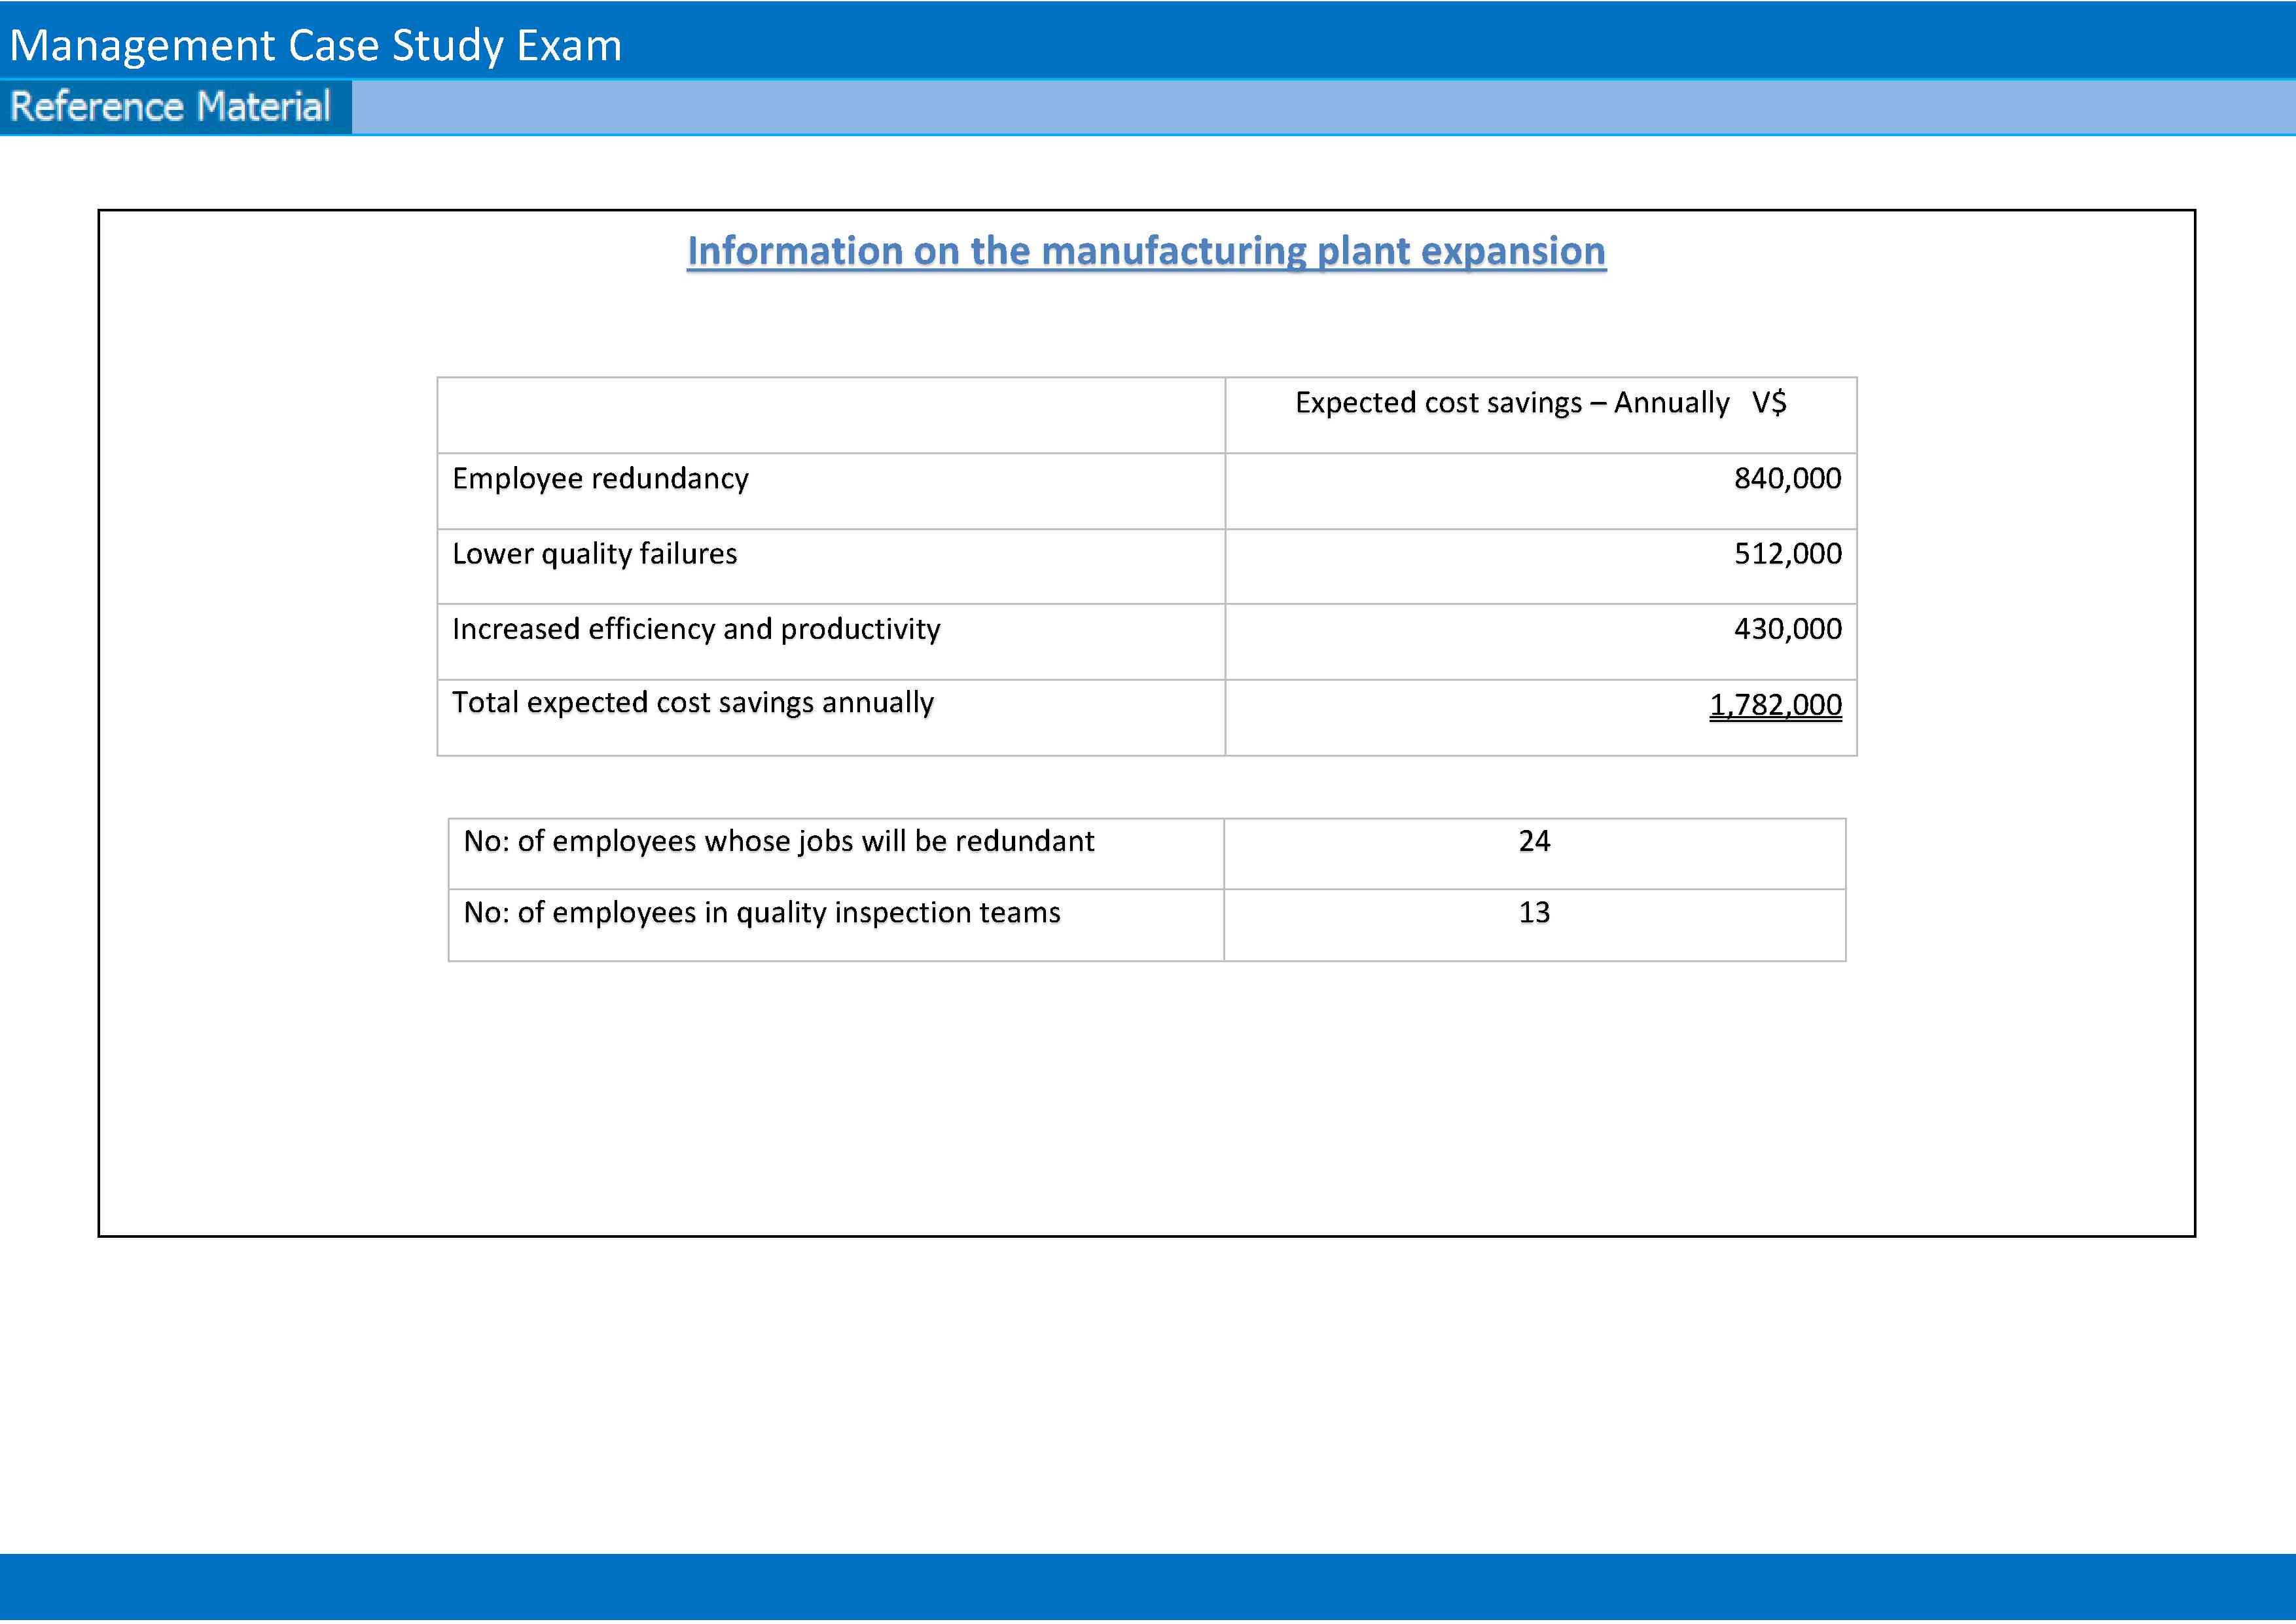 Management Case Study Exam
Reference Material
Information on the manufacturing plant expansion
Expected cost savings – Annually V$
Employee redundancy 840,000
Lower quality failures 512,000
Increased efficiency and productivity 430,000
Total expected cost savings annually 1,782,000
No: of employees whose jobs will be redundant 24
No: of employees in quality inspection teams 13